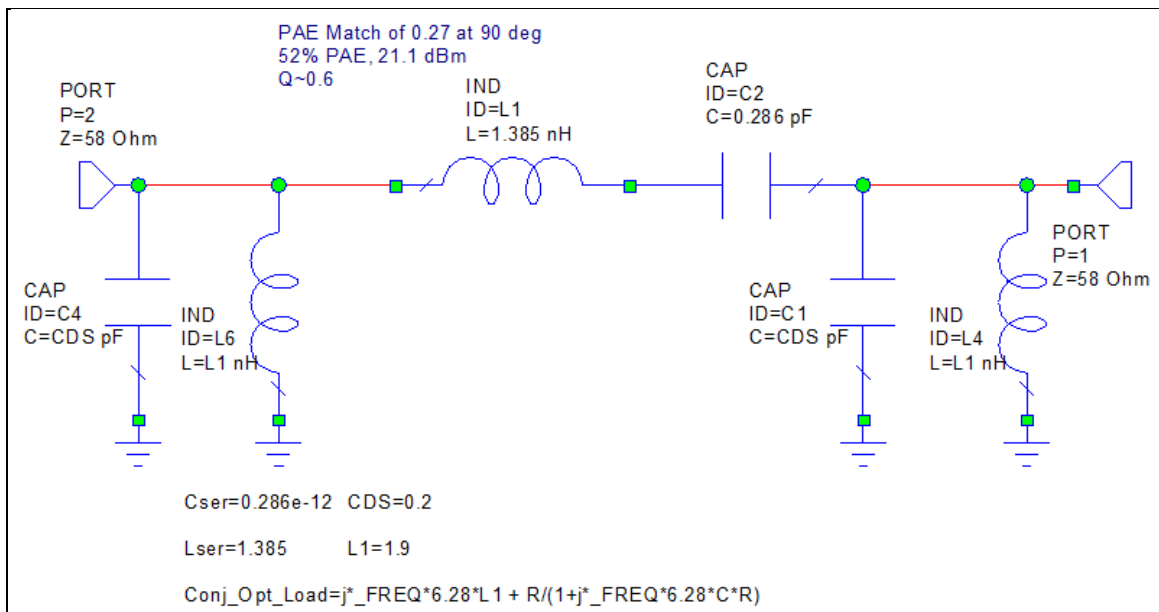 PAE Match of 0.27 at 90 deg
52% PAE, 21.1 dBm
Q~0.6
PORT
P=2
Z=58 Ohm
IND
ID=L1
L=1.385 nH
CAP
ID=C2
C=0.286 pF
PORT
P=1
Z=58 Ohm
CAP
ID=C4
C=CDS pF
IND
ID=L6
L=L1 nH
CAP
ID=C1
C=CDS pF
IND
ID=L4
L=L1 nH
Cser=0.286e-12 CDS=0.2
Lser=1.385 L1=1.9
Conj_Opt_Load=j*_FREQ*6.28*L1 + R/(1+j*_FREQ*6.28*C*R)